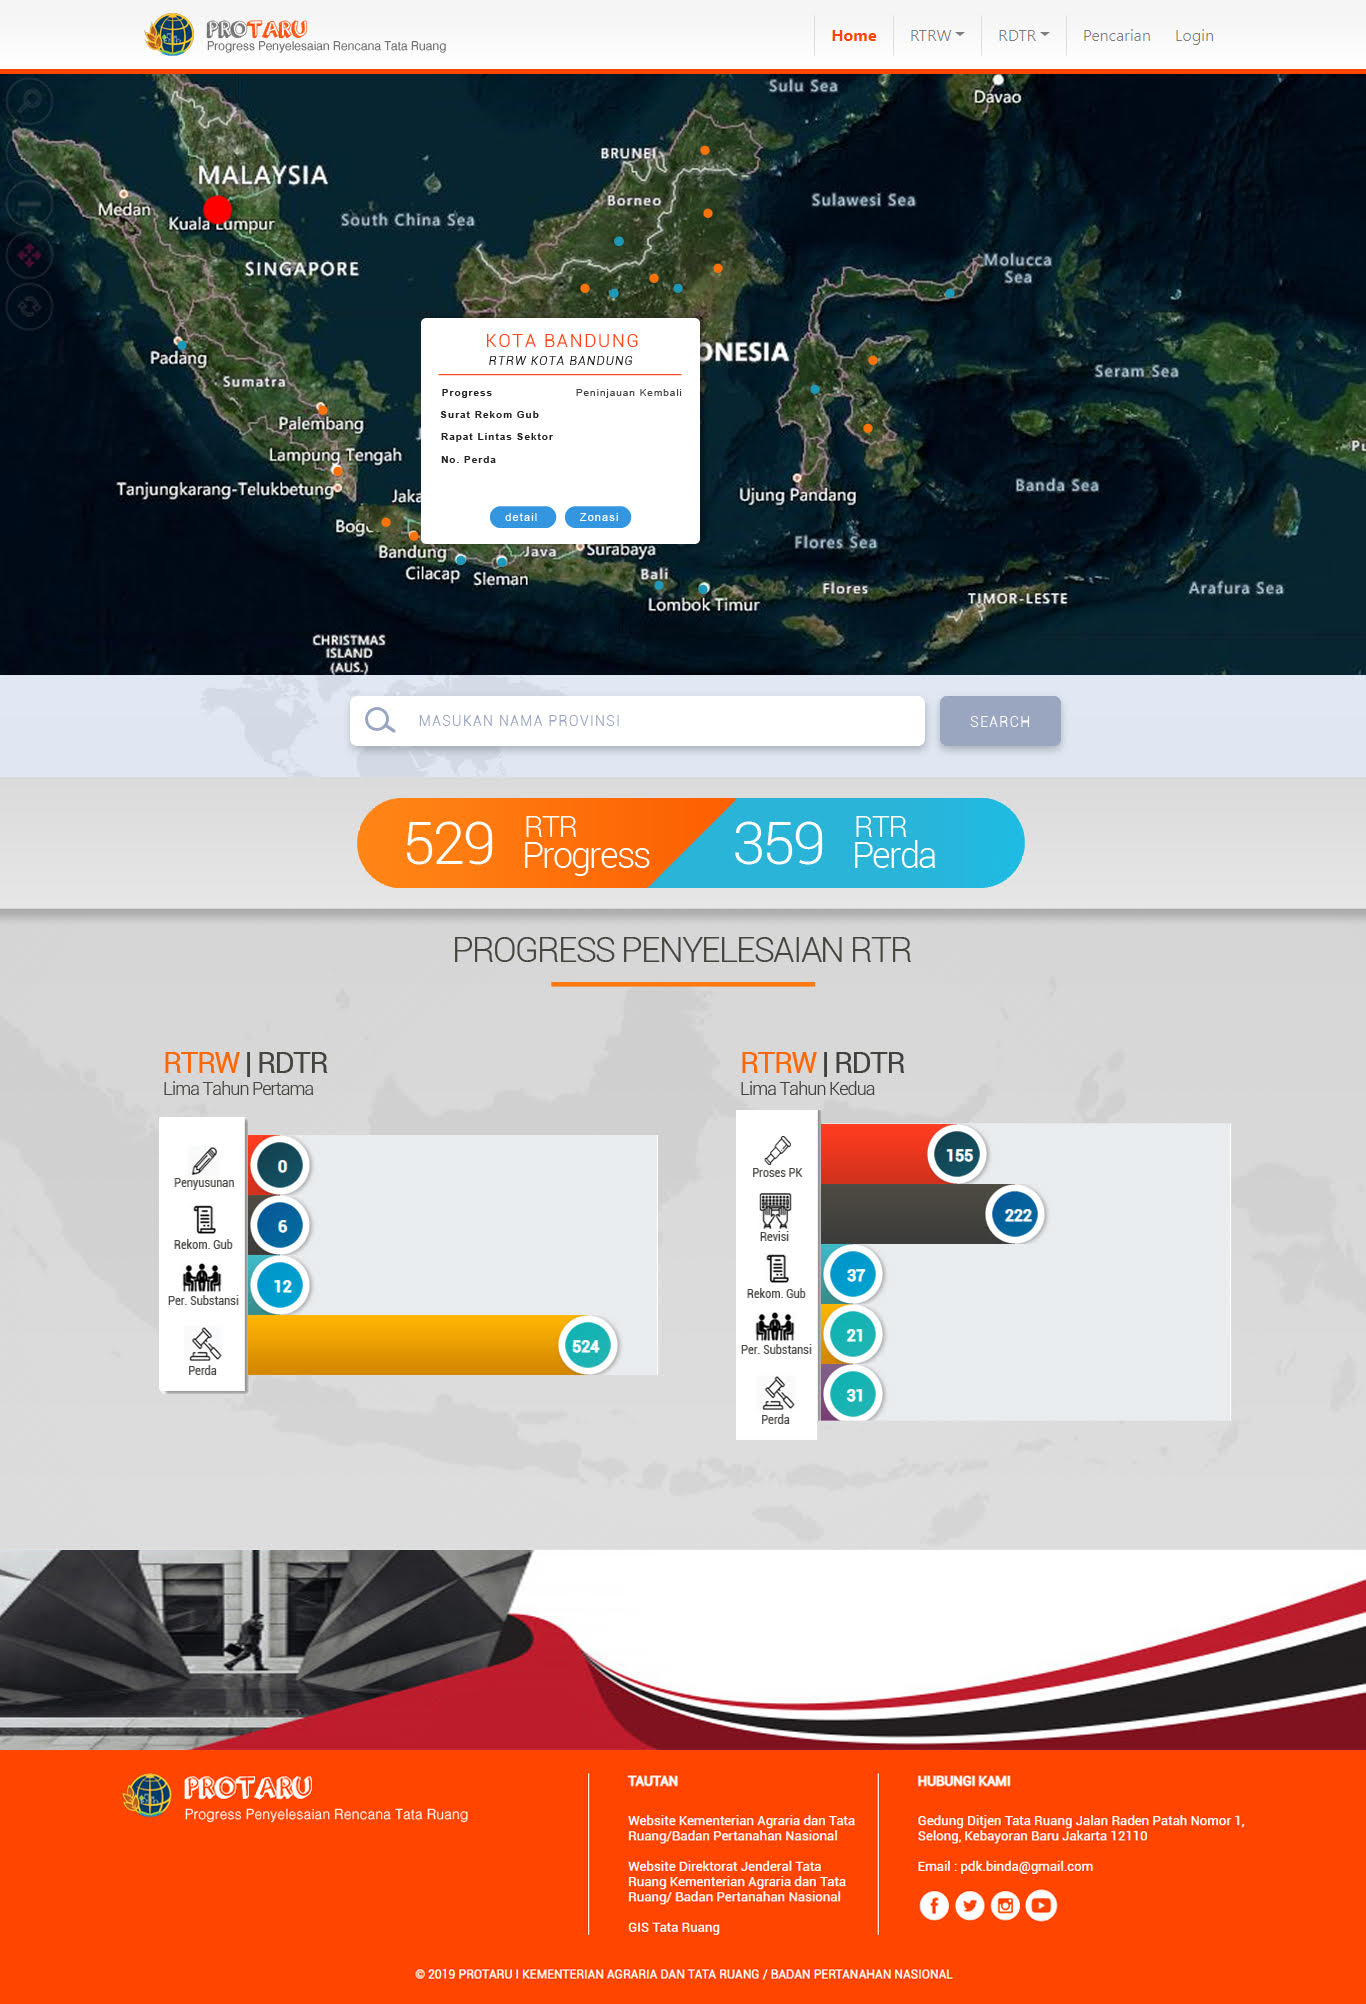 PROTARU
Progress Penyelesaian Rencana Tata Ruang
Home
RTRW
RDTR
Pencarian
Login
Sulu Sea
Davao
BRUNEI
MALAYSIA
Medan
Kuala Lumpur
Borneo
South China Sea
Sulawesi Sea
SINGAPORE
Molucca
Sea
Padang
Sumatra
ONESIA
Seram Sea
Palembang
Lampung Tengah
Tanjungkarang-Telukbetung
Jaka
Ujung Pandang
Banda Sea
Bog
Bandung
Cilacap
Sleman
Java
Surabaya
Bali
Lombok Timur
Flores Sea
Flores
TIMOR-LESTE
Arafura Sea
CHRISTMAS
ISLAND
(AUS.)
KOTA BANDUNG
RTRW KOTA BANDUNG
Progress Peninjauan Kembali
Surat Rekom Gub
Rapat Lintas Sektor
No. Perda
detail
Zonasi
MASUKAN NAMA PROVINSI
SEARCH
529 RTR Progress
359 RTR Perda
PROGRESS PENYELESAIAN RTR
RTRW | RDTR
Lima Tahun Pertama
Penyusunan 0
Rekom. Gub 6
Per. Substansi 12
Perda 524
RTRW | RDTR
Lima Tahun Kedua
Proses PK 155
Revisi 222
Rekom. Gub 37
Per. Substansi 21
Perda 31
PROTARU
Progress Penyelesaian Rencana Tata Ruang
TAUTAN
Website Kementerian Agraria dan Tata
Ruang/Badan Pertanahan Nasional
Website Direktorat Jenderal Tata
Ruang Kementerian Agraria dan Tata
Ruang/ Badan Pertanahan Nasional
GIS Tata Ruang
HUBUNGI KAMI
Gedung Ditjen Tata Ruang Jalan Raden Patah Nomor 1,
Selong, Kebayoran Baru Jakarta 12110
Email : pdk.binda@gmail.com
© 2019 PROTARU I KEMENTERIAN AGRARIA DAN TATA RUANG / BADAN PERTANAHAN NASIONAL